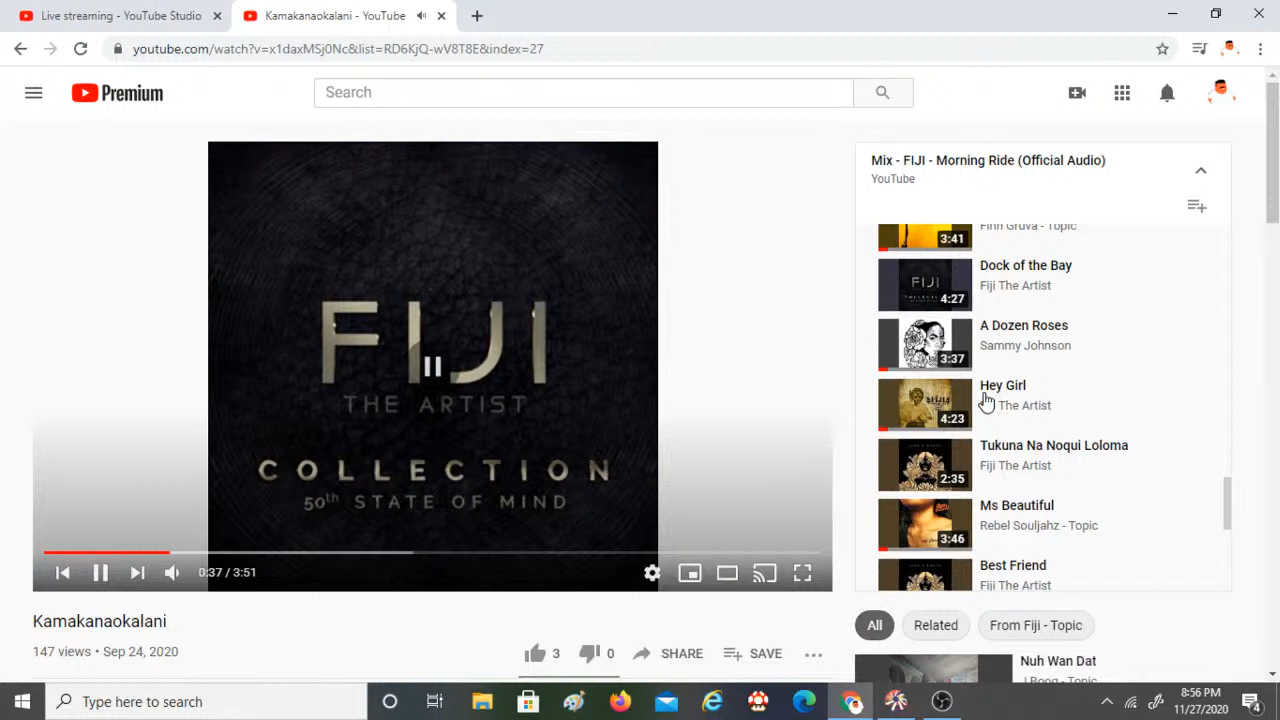 Live streaming - YouTube Studio
Kamakanaokalani - YouTube
youtube.com/watch?v=x1daxMSj0Nc&list=RD6KjQ-wV8T8E&index=27
Premium
Search
FIJI
THE ARTIST
COLLECTION
50th STATE OF MIND
0:37 / 3:51
Kamakanaokalani
147 views • Sep 24, 2020
3
0
SHARE
SAVE
Mix - FIJI - Morning Ride (Official Audio)
YouTube
Finn Gruva - Topic
3:41
Dock of the Bay
Fiji The Artist
4:27
A Dozen Roses
Sammy Johnson
3:37
Hey Girl
The Artist
4:23
Tukuna Na Noqui Loloma
Fiji The Artist
2:35
Ms Beautiful
Rebel Souljahz - Topic
3:46
Best Friend
Fiji The Artist
All
Related
From Fiji - Topic
Nuh Wan Dat
J Boog - Topic
Type here to search
8:56 PM
11/27/2020
4